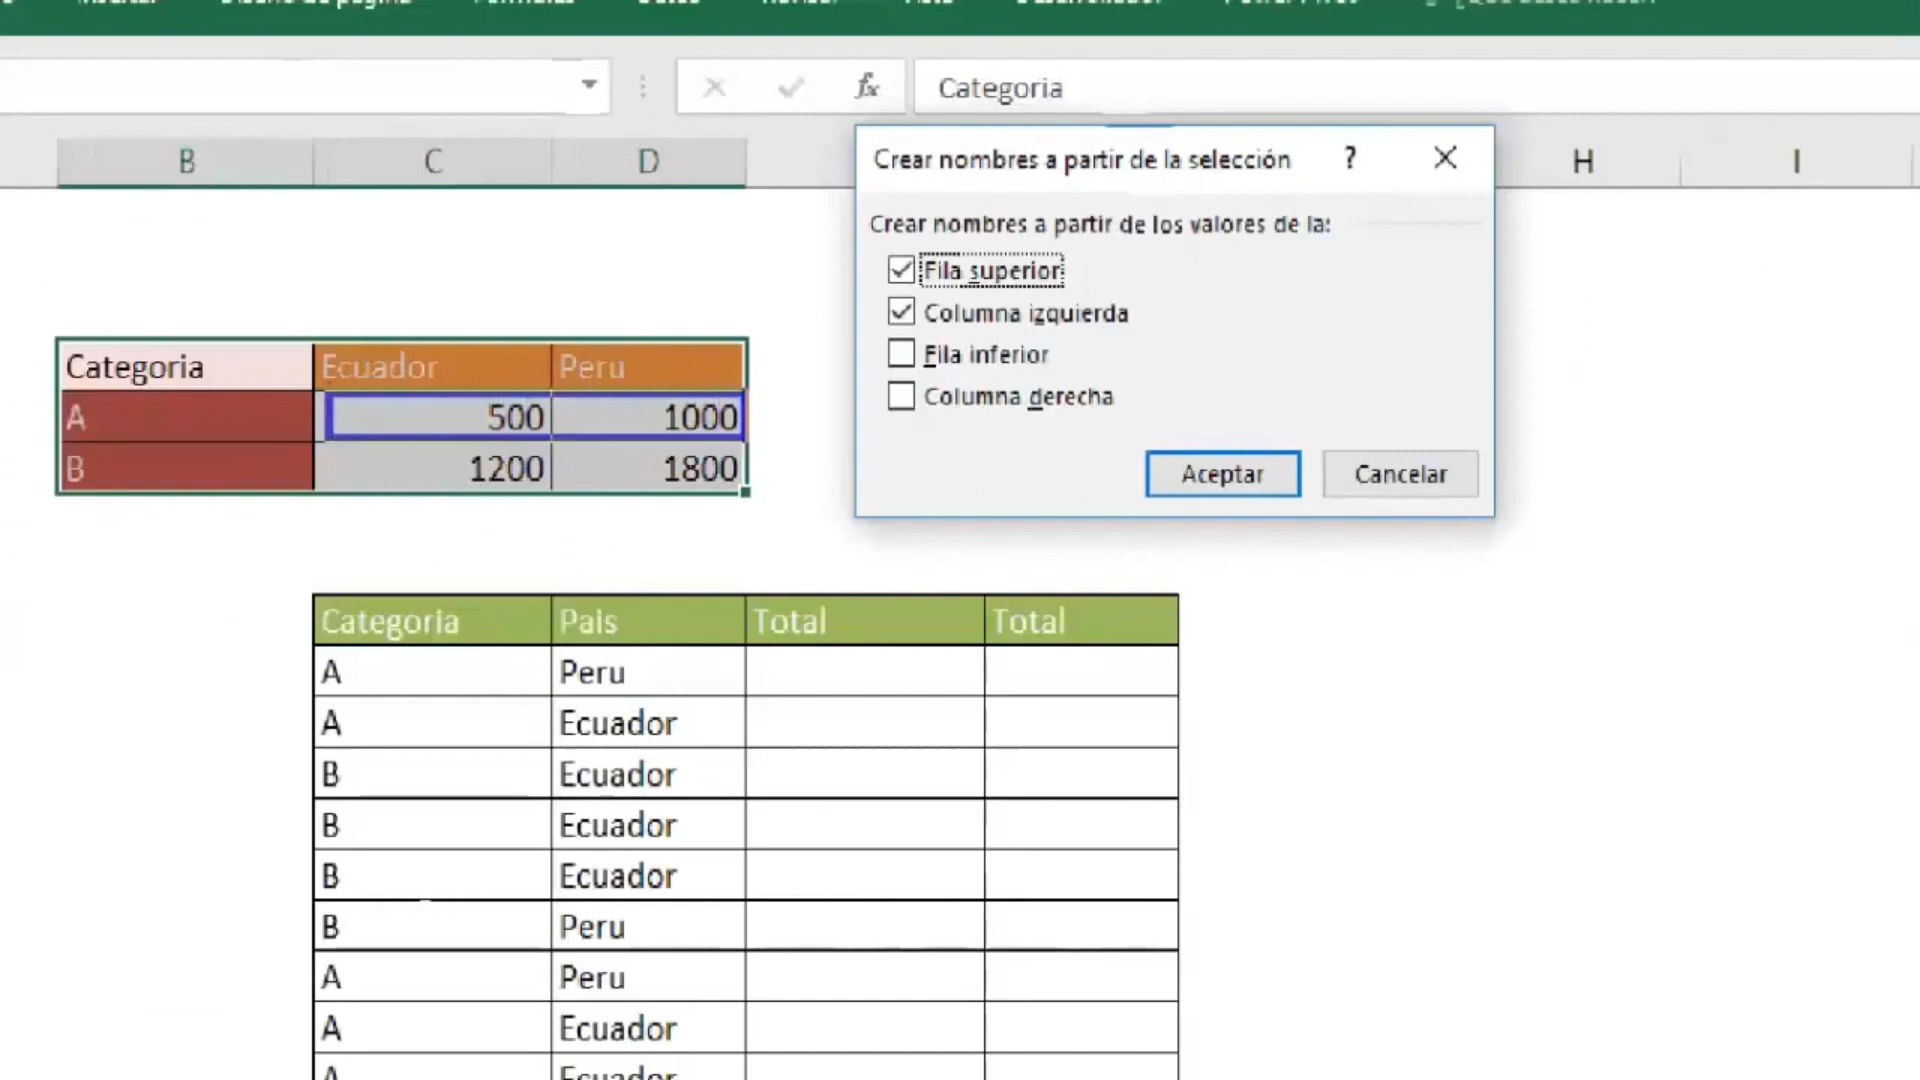 Categoria
B C D H I
Crear nombres a partir de la selección ?
Crear nombres a partir de los valores de la:
Fila superior
Columna izquierda
Fila inferior
Columna derecha
Aceptar Cancelar
Categoria Ecuador Peru
A 500 1000
B 1200 1800
Categoria Pais Total Total
A Peru
A Ecuador
B Ecuador
B Ecuador
B Ecuador
B Peru
A Peru
A Ecuador
A Ecuador